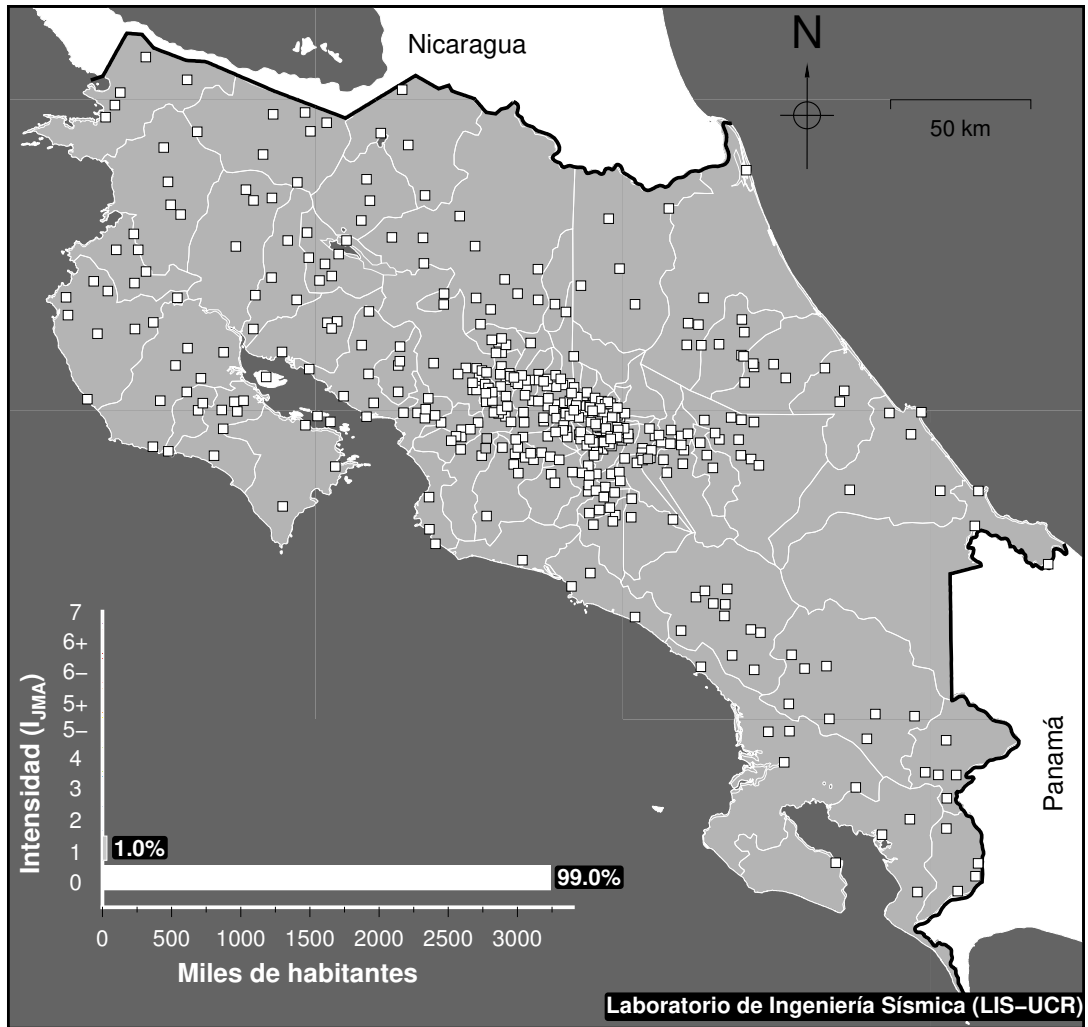 Nicaragua
N
50 km
Panamá
Intensidad (I_JMA)
7
6+
6−
5+
5−
4
3
2
1
0
1.0%
99.0%
0 500 1000 1500 2000 2500 3000
Miles de habitantes
Laboratorio de Ingeniería Sísmica (LIS−UCR)